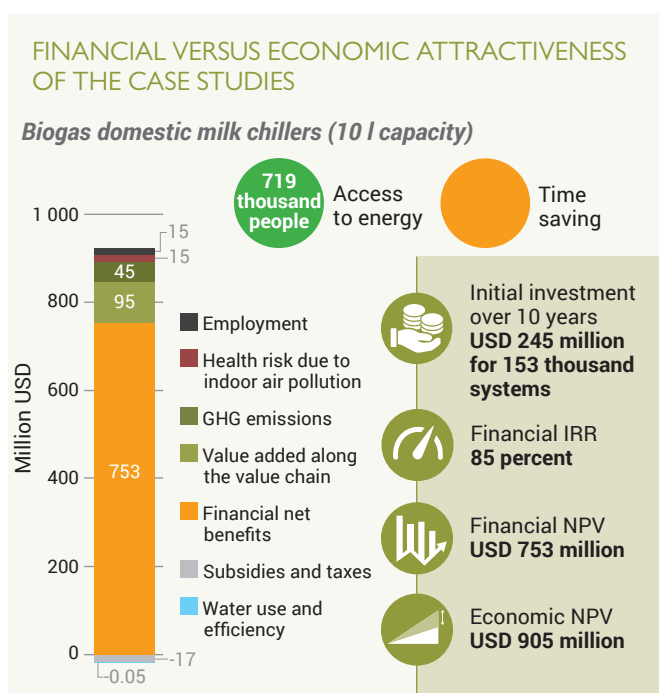 FINANCIAL VERSUS ECONOMIC ATTRACTIVENESS
OF THE CASE STUDIES
Biogas domestic milk chillers (10 l capacity)
719
thousand
people
Access
to energy
Time
saving
Million USD
1 000
800
600
400
200
0
15
15
45
95
753
-17
-0.05
Employment
Health risk due to
indoor air pollution
GHG emissions
Value added along
the value chain
Financial net
benefits
Subsidies and taxes
Water use and
efficiency
Initial investment
over 10 years
USD 245 million
for 153 thousand
systems
Financial IRR
85 percent
Financial NPV
USD 753 million
Economic NPV
USD 905 million